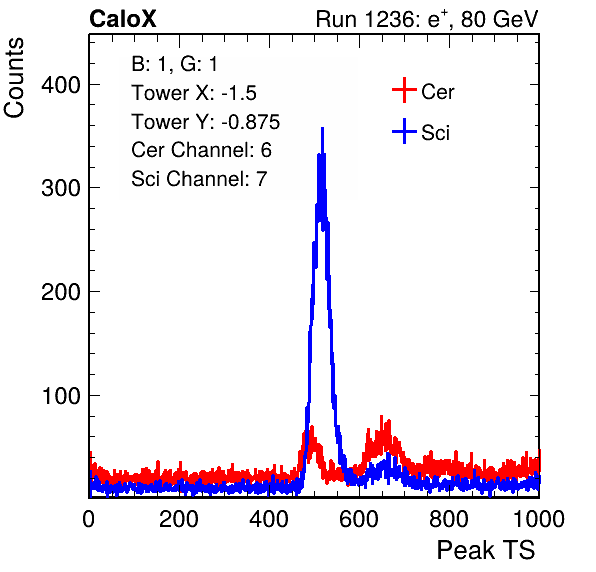 CaloX Run 1236: e⁺, 80 GeV
B: 1, G: 1
Tower X: -1.5
Tower Y: -0.875
Cer Channel: 6
Sci Channel: 7
Cer
Sci
Counts
400
300
200
100
0 200 400 600 800 1000
Peak TS